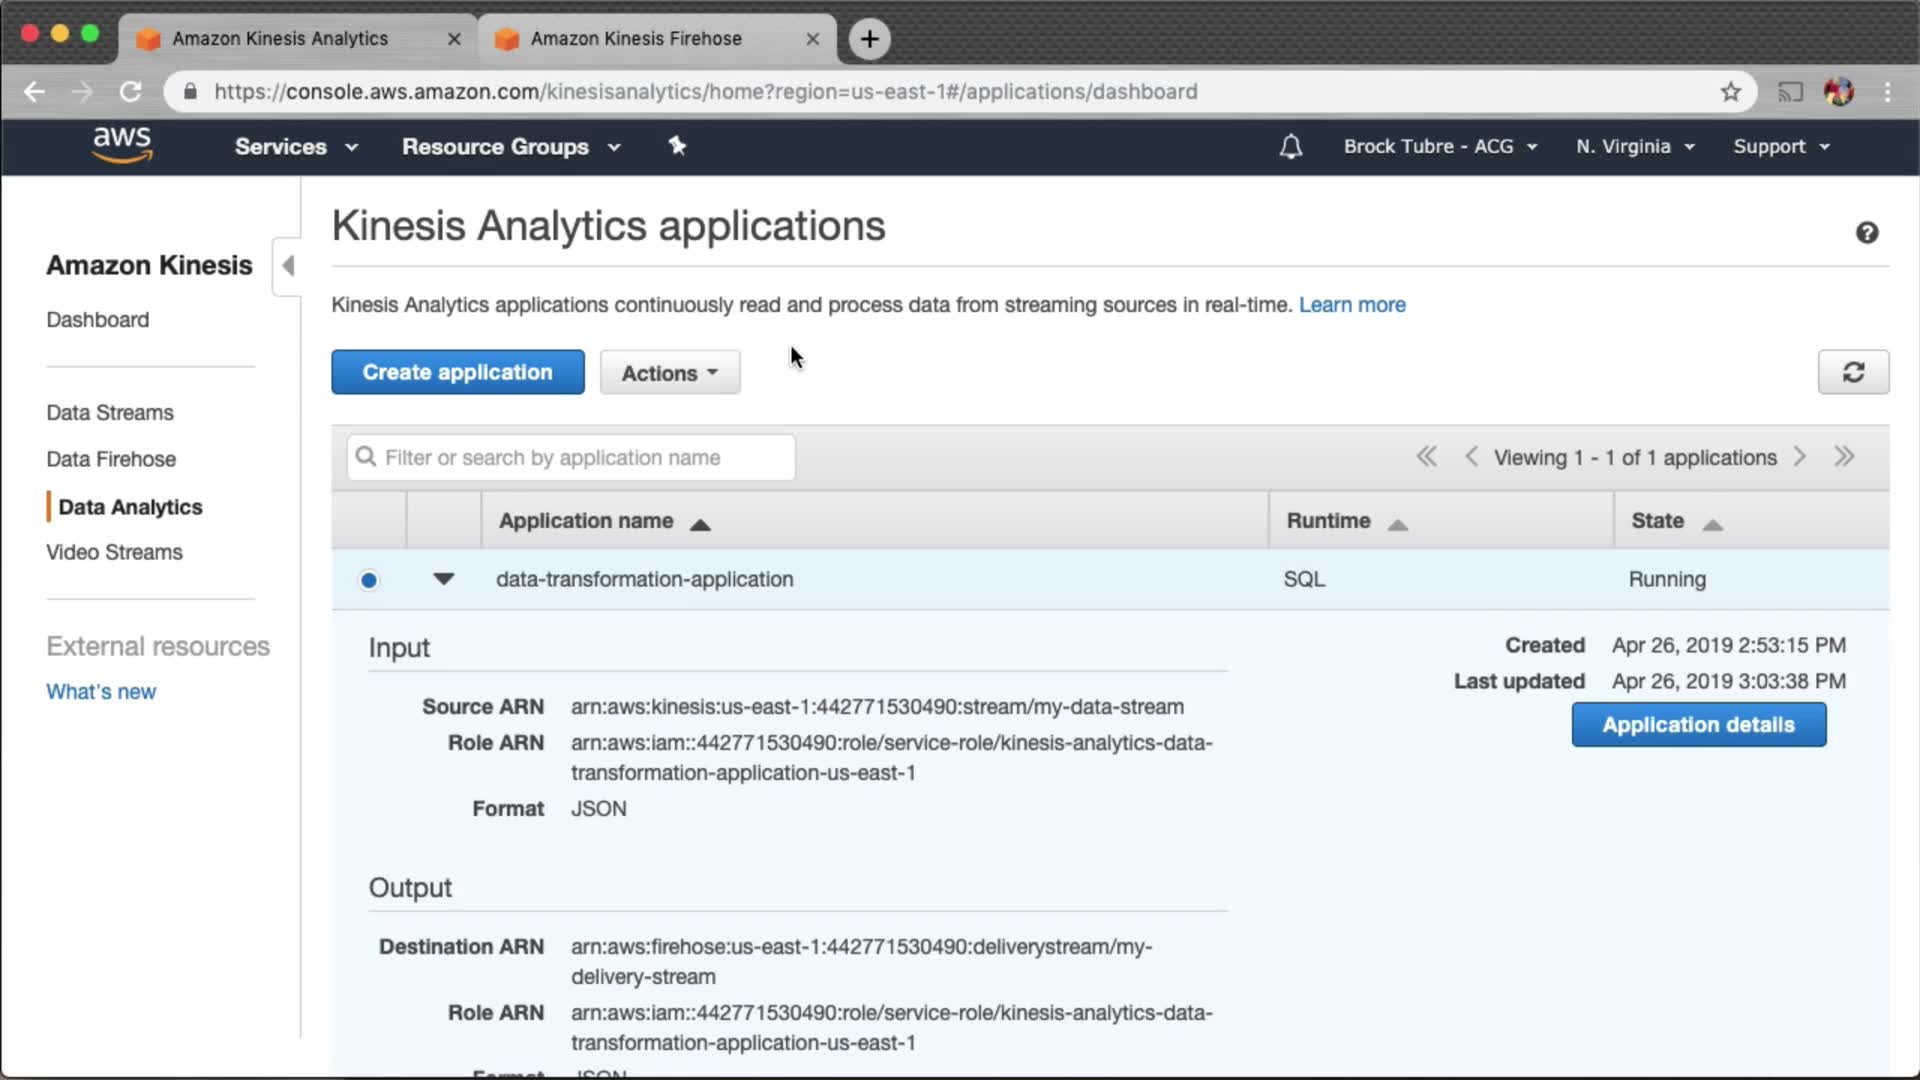 Amazon Kinesis Analytics
Amazon Kinesis Firehose
https://console.aws.amazon.com/kinesisanalytics/home?region=us-east-1#/applications/dashboard
aws
Services
Resource Groups
Brock Tubre - ACG
N. Virginia
Support
Amazon Kinesis
Dashboard
Data Streams
Data Firehose
Data Analytics
Video Streams
External resources
What's new
Kinesis Analytics applications
Kinesis Analytics applications continuously read and process data from streaming sources in real-time. Learn more
Create application
Actions
Filter or search by application name
Viewing 1 - 1 of 1 applications
Application name
Runtime
State
data-transformation-application
SQL
Running
Input
Source ARN arn:aws:kinesis:us-east-1:442771530490:stream/my-data-stream
Role ARN arn:aws:iam::442771530490:role/service-role/kinesis-analytics-data-
transformation-application-us-east-1
Format JSON
Created Apr 26, 2019 2:53:15 PM
Last updated Apr 26, 2019 3:03:38 PM
Application details
Output
Destination ARN arn:aws:firehose:us-east-1:442771530490:deliverystream/my-
delivery-stream
Role ARN arn:aws:iam::442771530490:role/service-role/kinesis-analytics-data-
transformation-application-us-east-1
Format JSON